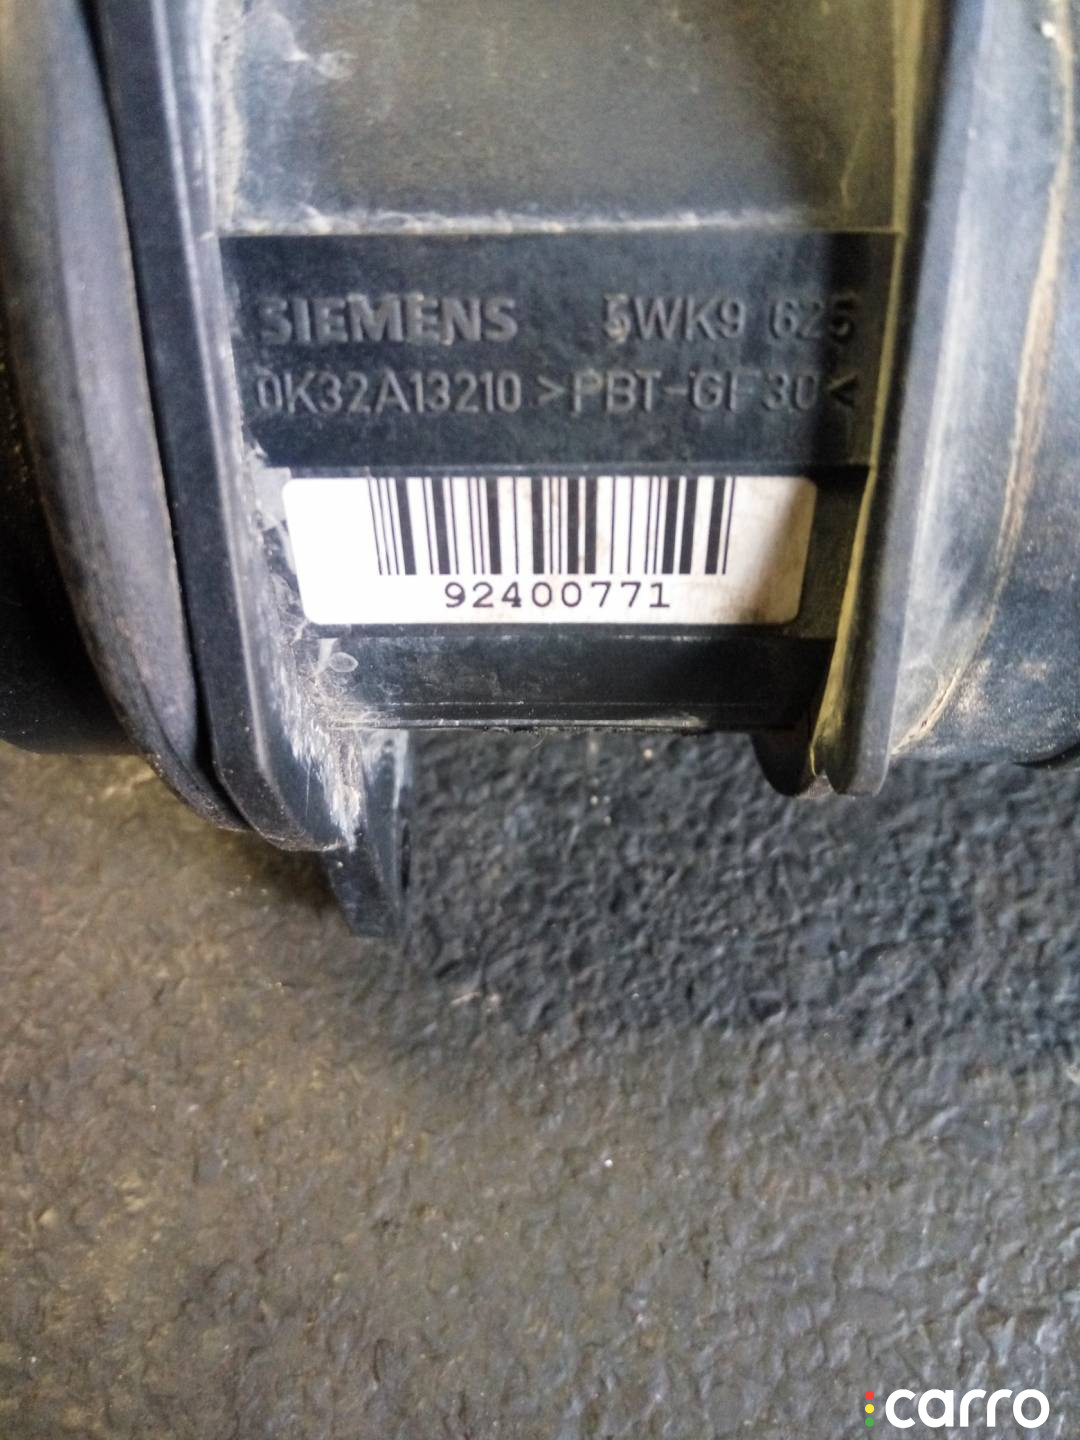 SIEMENS 5WK9 625
0K32A13210 >PBT-GF30<
92400771
carro